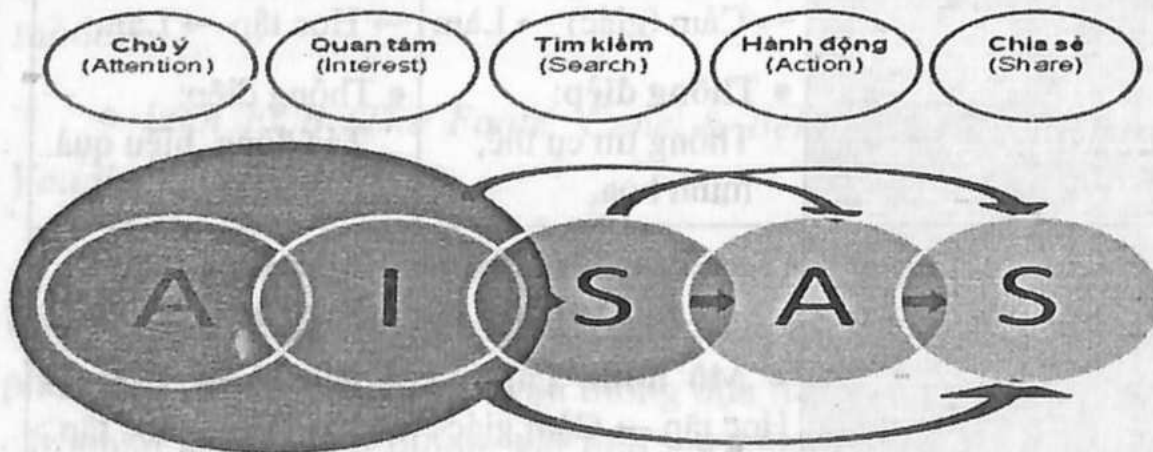 Chú ý
(Attention)
Quan tâm
(Interest)
Tìm kiếm
(Search)
Hành động
(Action)
Chia sẻ
(Share)
A I S A S